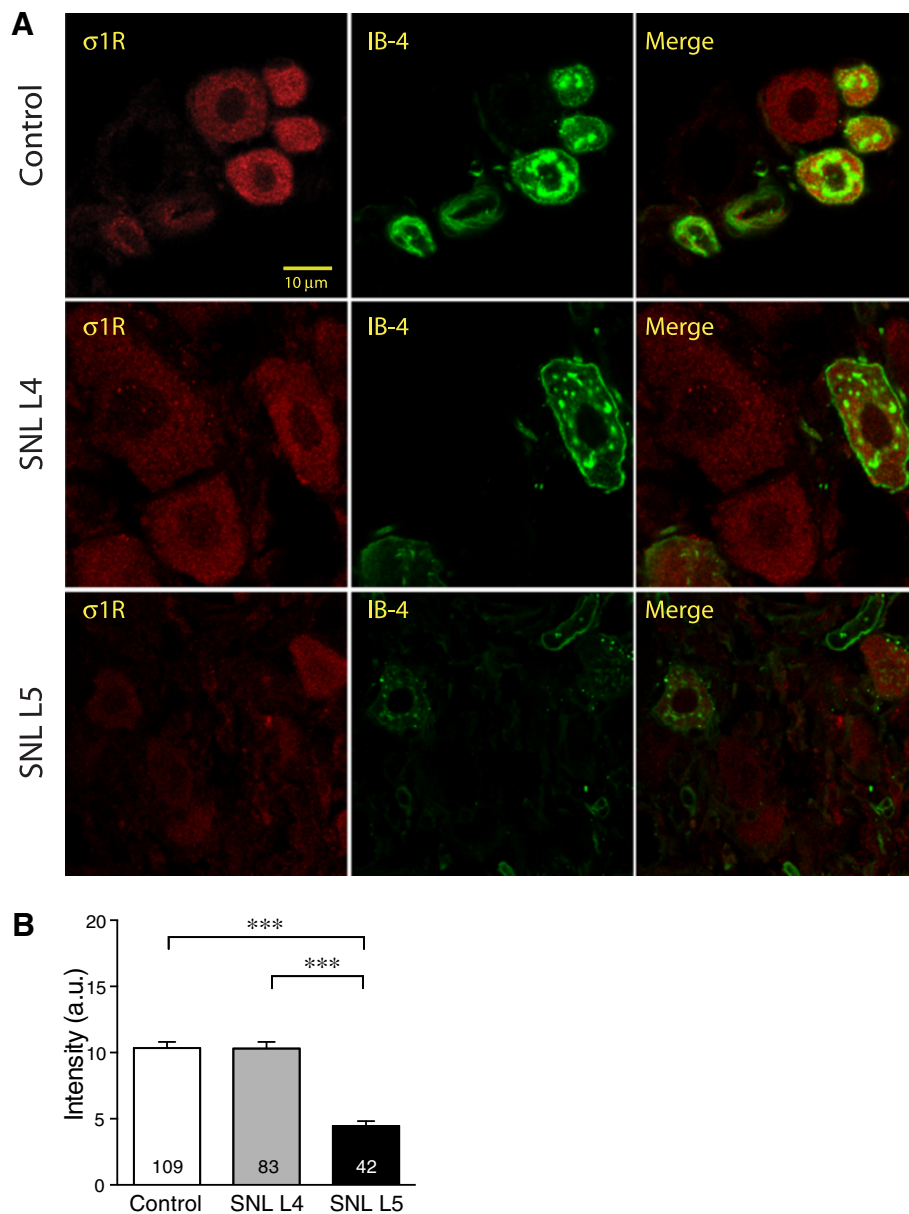 A
σ1R
IB-4
Merge
Control
10 μm
σ1R
IB-4
Merge
SNL L4
σ1R
IB-4
Merge
SNL L5
B
20
***
***
15
10
5
0
Intensity (a.u.)
109
83
42
Control
SNL L4
SNL L5